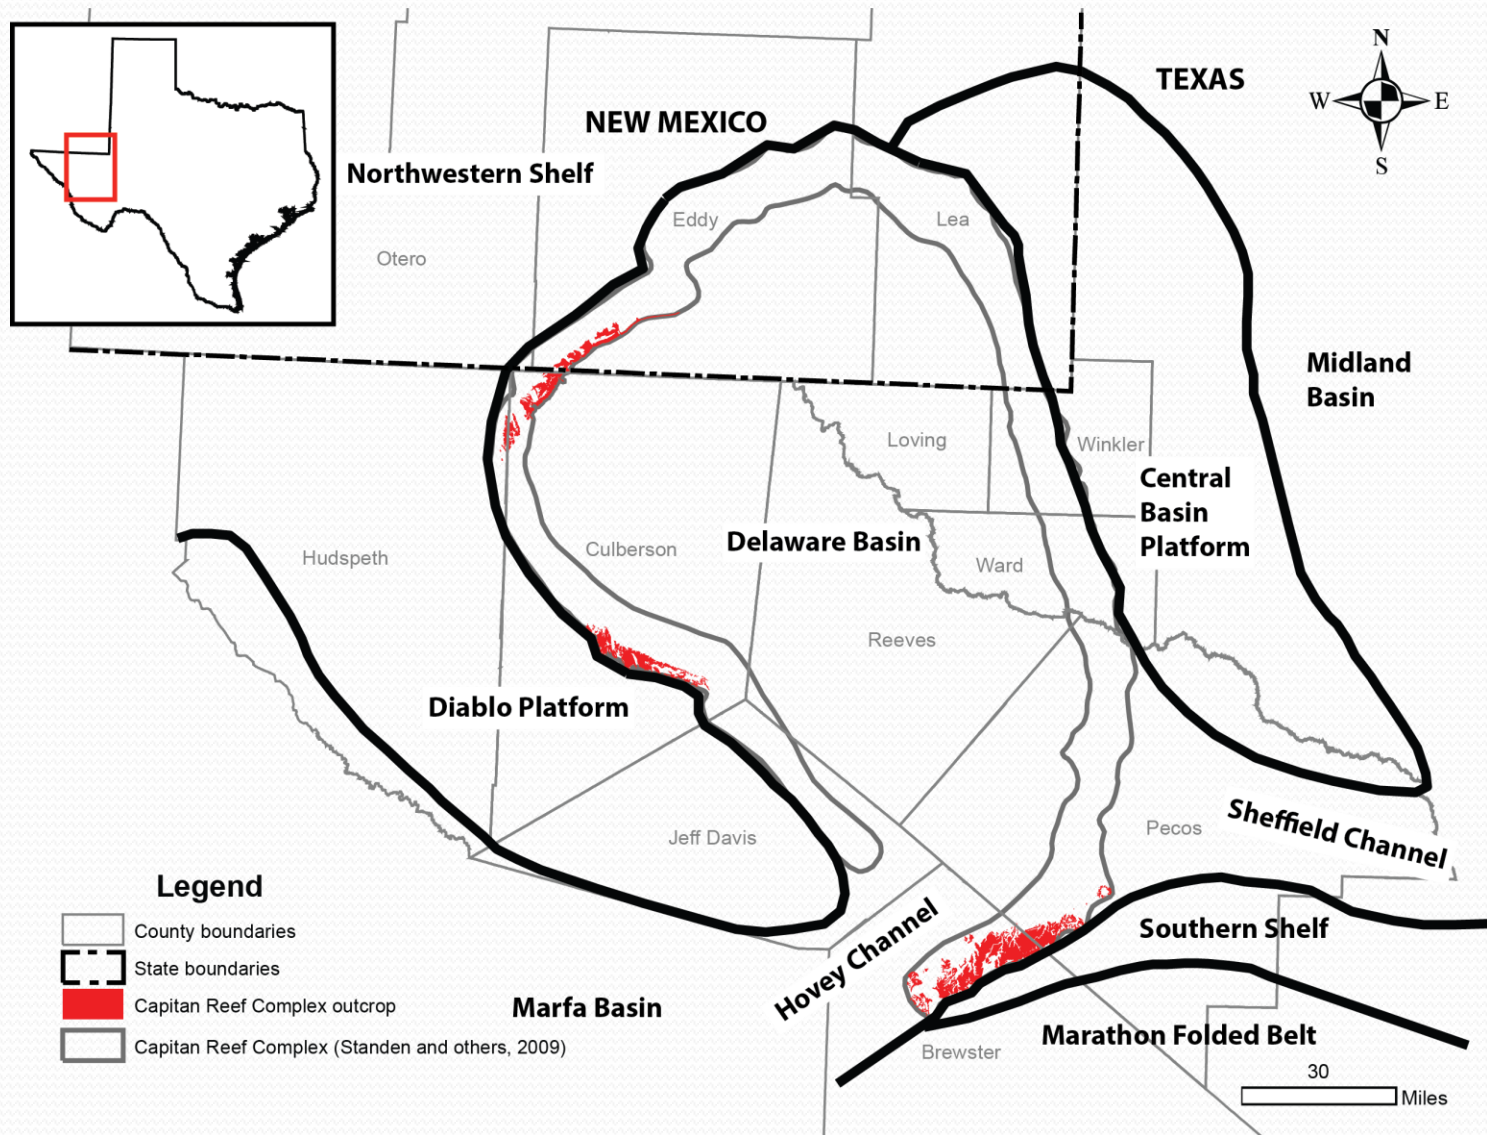 N
W
E
S
TEXAS
NEW MEXICO
Northwestern Shelf
Eddy
Lea
Otero
Midland
Basin
Loving
Winkler
Central
Basin
Platform
Delaware Basin
Culberson
Hudspeth
Ward
Reeves
Diablo Platform
Jeff Davis
Pecos
Sheffield Channel
Southern Shelf
Hovey Channel
Marfa Basin
Marathon Folded Belt
Brewster
Legend
County boundaries
State boundaries
Capitan Reef Complex outcrop
Capitan Reef Complex (Standen and others, 2009)
30
Miles